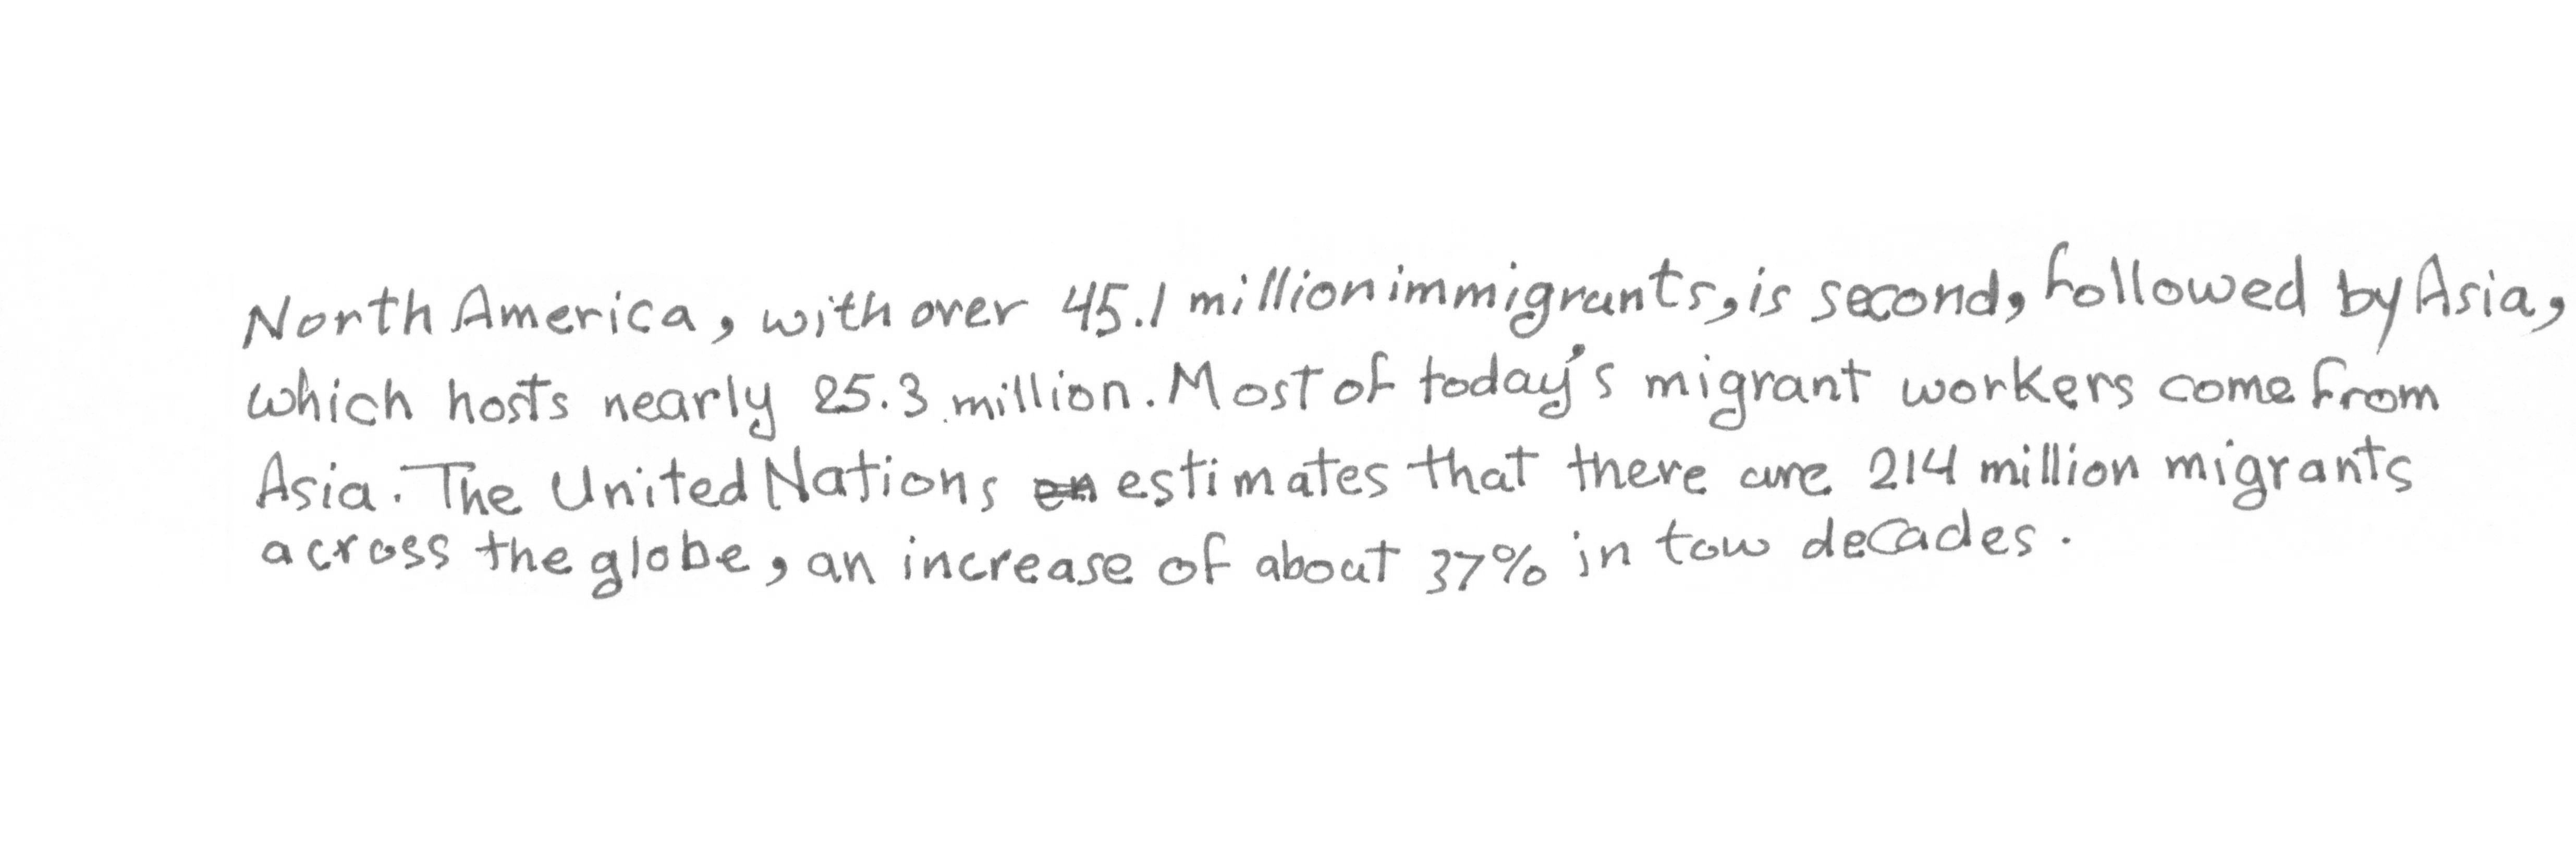 North America, with over 45.1 million immigrants, is second, followed by Asia,
which hosts nearly 25.3 million. Most of today's migrant workers come from
Asia. The United Nations en estimates that there are 214 million migrants
across the globe, an increase of about 37% in tow decades.